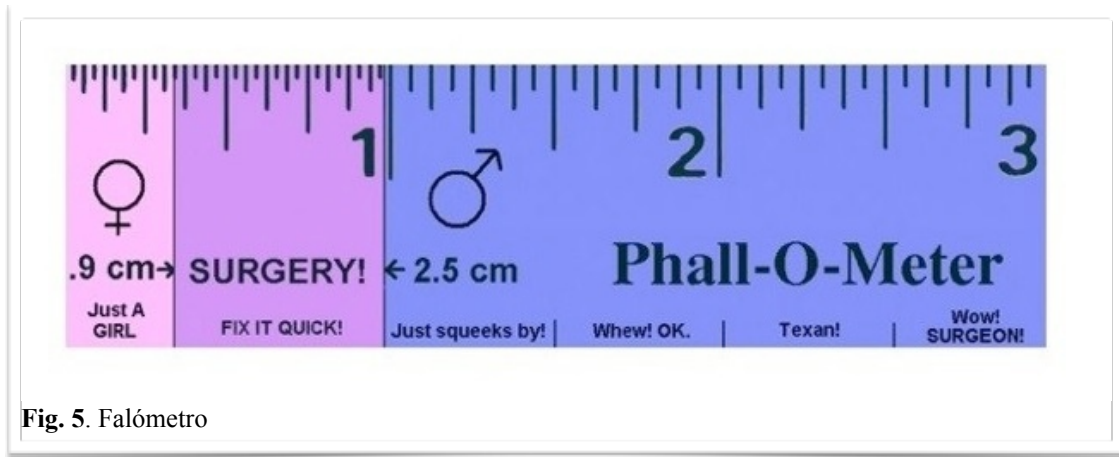 1
2
3
.9 cm→
SURGERY!
← 2.5 cm
Phall-O-Meter
Just A
GIRL
FIX IT QUICK!
Just squeeks by!
Whew! OK.
Texan!
Wow!
SURGEON!
Fig. 5. Falómetro